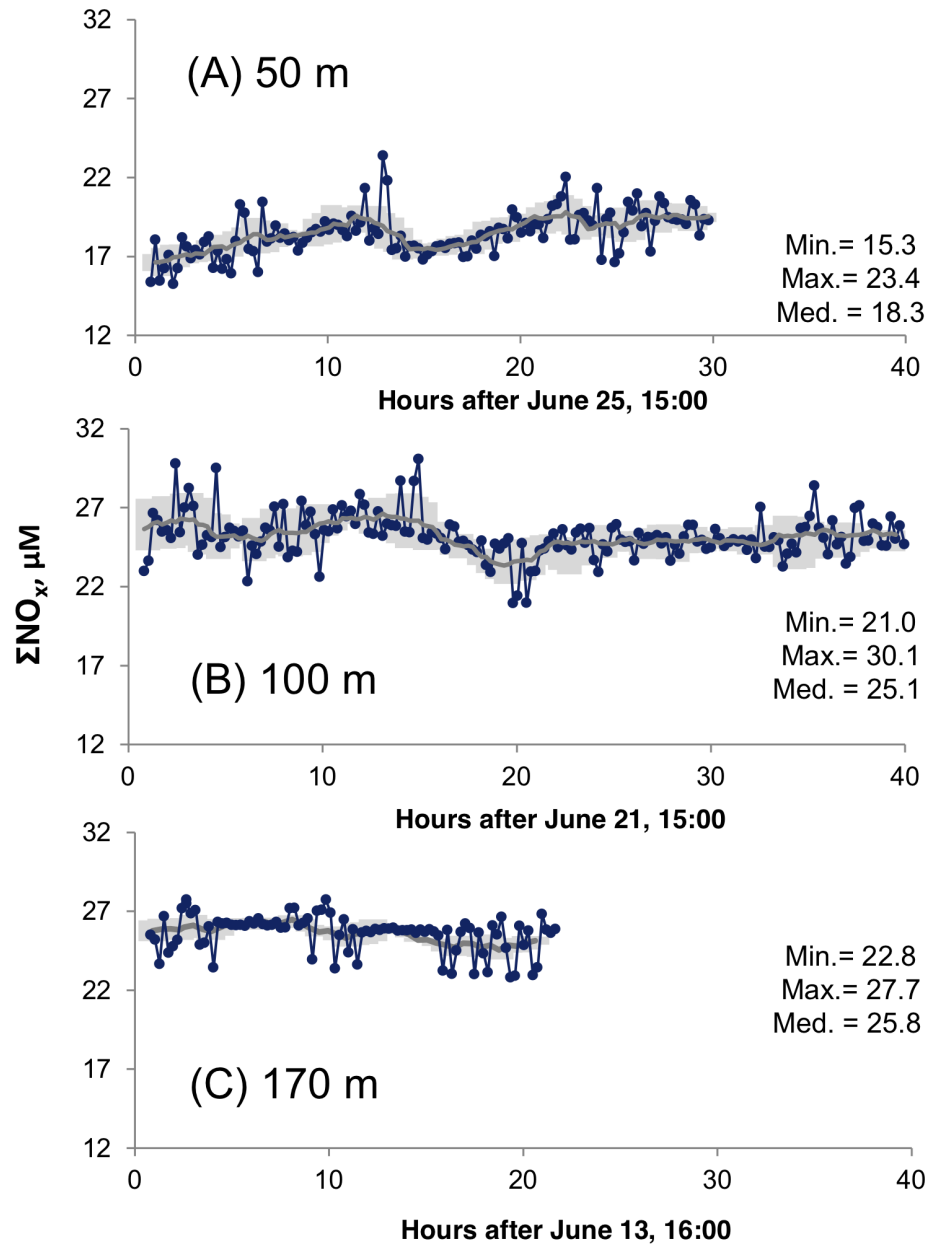 32
27
22
17
12
(A) 50 m
Min.= 15.3
Max.= 23.4
Med. = 18.3
0 10 20 30 40
Hours after June 25, 15:00
ΣNOx, µM
32
27
22
17
12
(B) 100 m
Min.= 21.0
Max.= 30.1
Med. = 25.1
0 10 20 30 40
Hours after June 21, 15:00
32
27
22
17
12
(C) 170 m
Min.= 22.8
Max.= 27.7
Med. = 25.8
0 10 20 30 40
Hours after June 13, 16:00